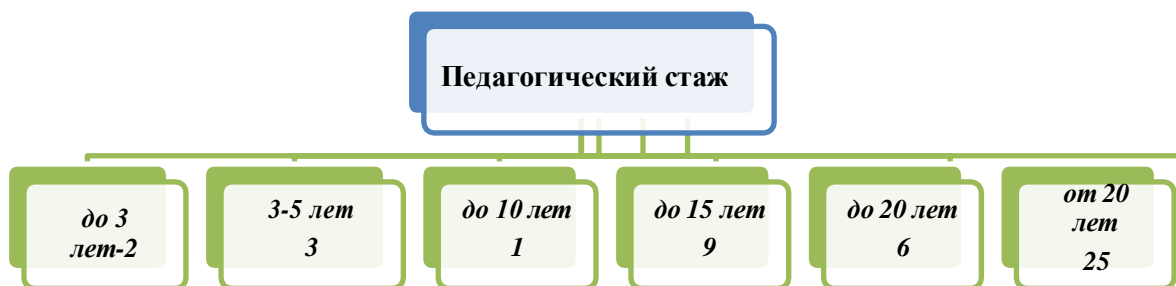 Педагогический стаж
до 3
лет-2
3-5 лет
3
до 10 лет
1
до 15 лет
9
до 20 лет
6
от 20
лет
25